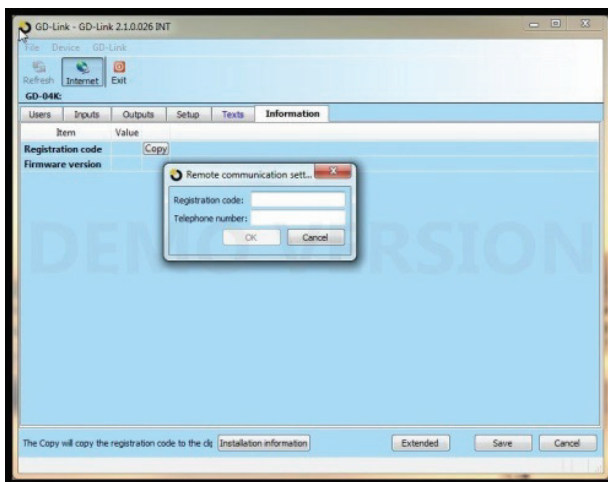 GD-Link - GD-Link 2.1.0.026 INT
File Device GD-Link
Refresh Internet Exit
GD-04K:
Users Inputs Outputs Setup Texts Information
Item Value
Registration code Copy
Firmware version
Remote communication sett...
Registration code:
Telephone number:
OK Cancel
DEMO VERSION
The Copy will copy the registration code to the cli Installation information Extended Save Cancel